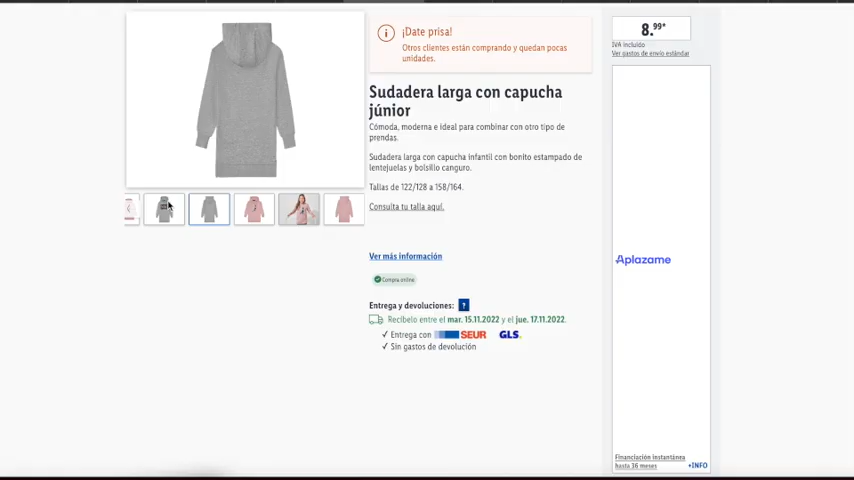 ¡Date prisa!
Otros clientes están comprando y quedan pocas
unidades.
8.99*
IVA incluido
Ver gastos de envío estándar
Sudadera larga con capucha
júnior
Cómoda, moderna e ideal para combinar con otro tipo de
prendas.
Sudadera larga con capucha infantil con bonito estampado de
lentejuelas y bolsillo canguro.
Tallas de 122/128 a 158/164.
Consulta tu talla aquí.
Ver más información
Compra online
Aplazame
Entrega y devoluciones: ?
Recíbelo entre el mar. 15.11.2022 y el jue. 17.11.2022.
✓ Entrega con SEUR GLS.
✓ Sin gastos de devolución
Financiación instantánea
hasta 36 meses +INFO